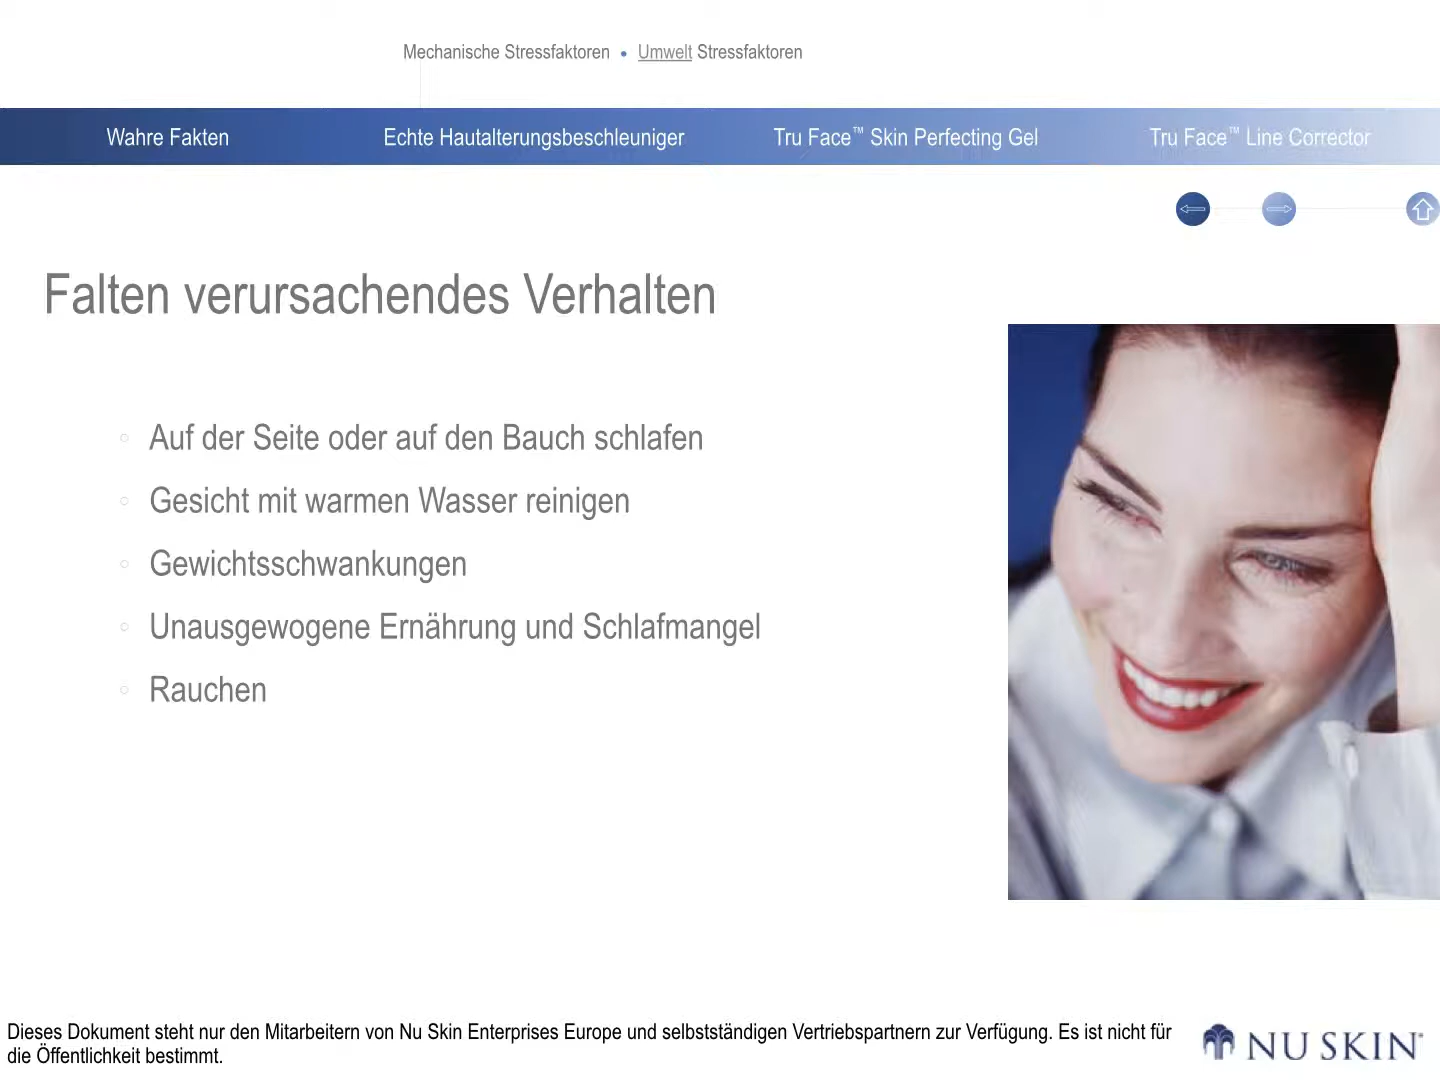 Mechanische Stressfaktoren • Umwelt Stressfaktoren
Wahre Fakten
Echte Hautalterungsbeschleuniger
Tru Face™ Skin Perfecting Gel
Tru Face™ Line Corrector
Falten verursachendes Verhalten
Auf der Seite oder auf den Bauch schlafen
Gesicht mit warmen Wasser reinigen
Gewichtsschwankungen
Unausgewogene Ernährung und Schlafmangel
Rauchen
Dieses Dokument steht nur den Mitarbeitern von Nu Skin Enterprises Europe und selbstständigen Vertriebspartnern zur Verfügung. Es ist nicht für
die Öffentlichkeit bestimmt.
NU SKIN